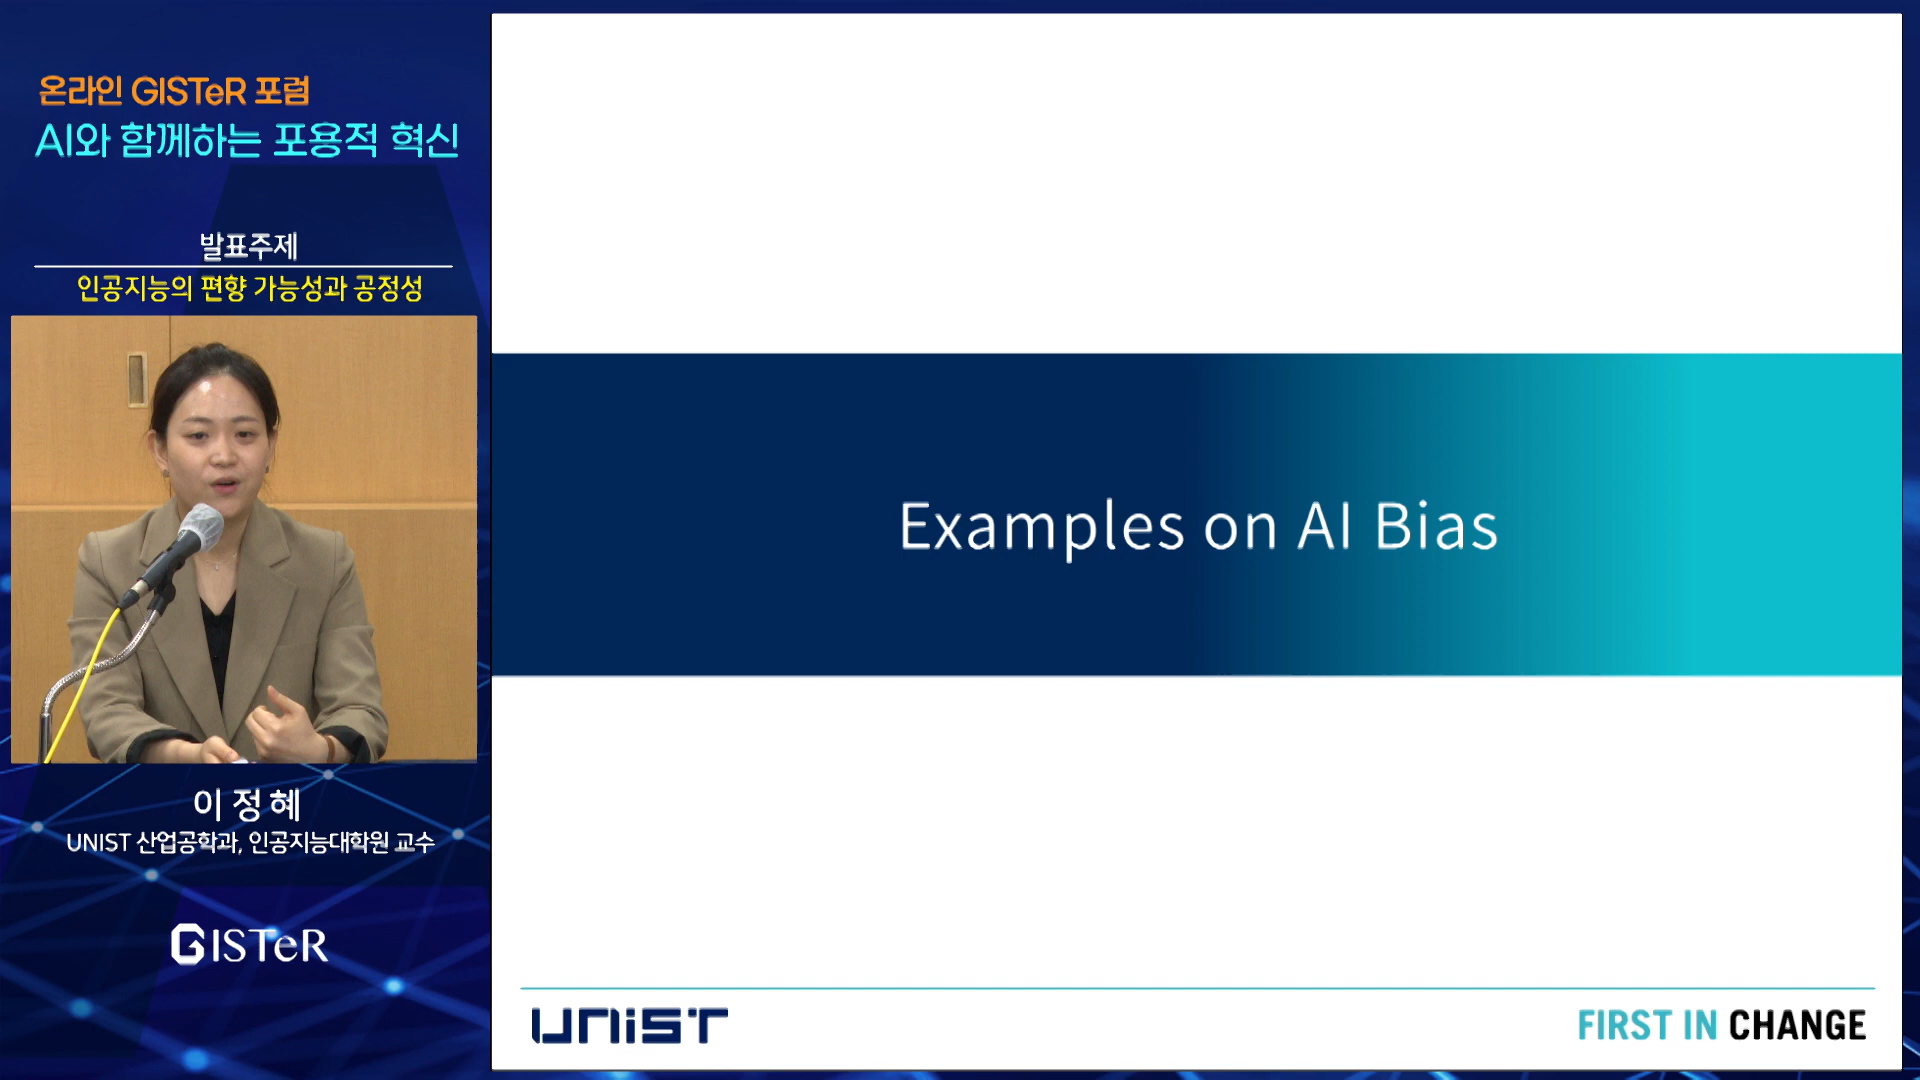 온라인 GISTeR 포럼
AI와 함께하는 포용적 혁신
발표주제
인공지능의 편향 가능성과 공정성
이정혜
UNIST 산업공학과, 인공지능대학원 교수
GISTeR
Examples on AI Bias
UNIST
FIRST IN CHANGE